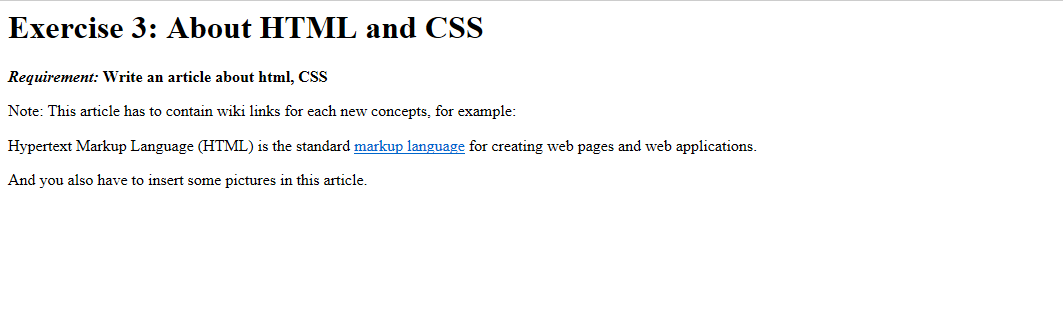 Exercise 3: About HTML and CSS
Requirement: Write an article about html, CSS
Note: This article has to contain wiki links for each new concepts, for example:
Hypertext Markup Language (HTML) is the standard markup language for creating web pages and web applications.
And you also have to insert some pictures in this article.